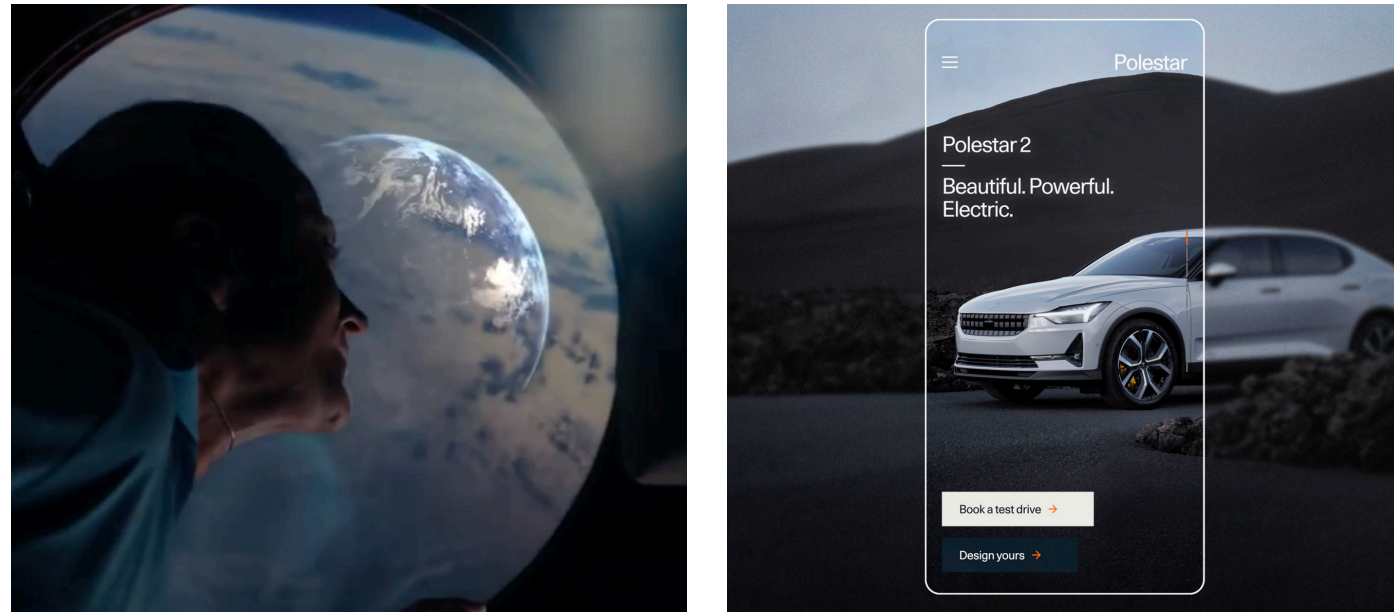 Polestar
Polestar 2
Beautiful. Powerful.
Electric.
Book a test drive →
Design yours →